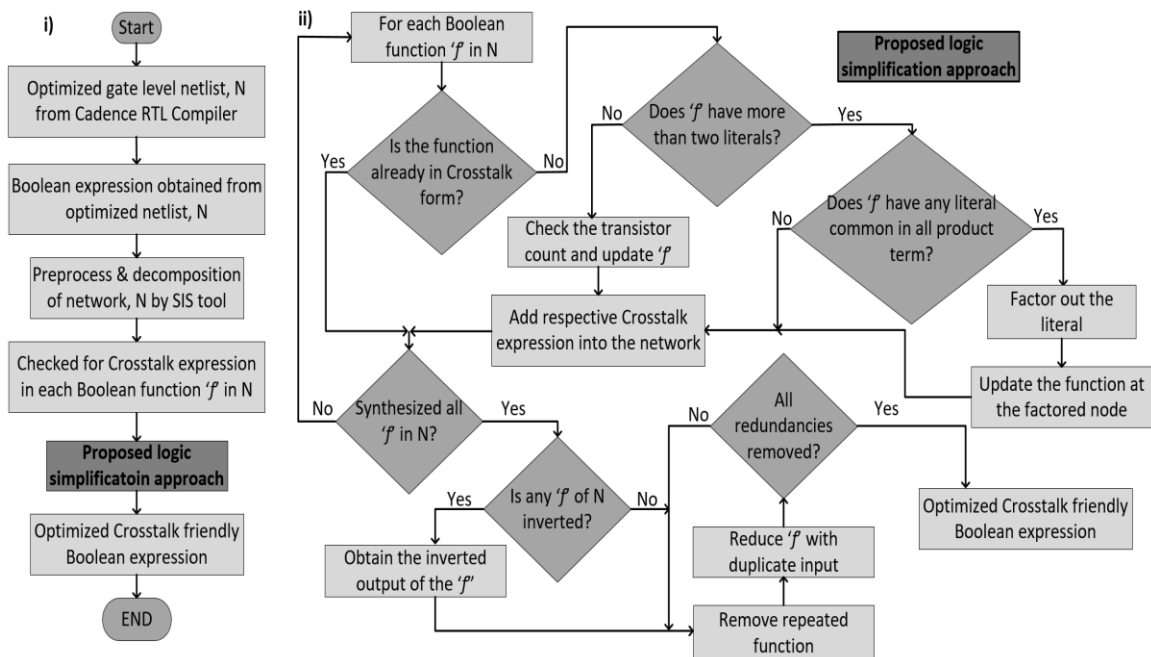 i)
Start
Optimized gate level netlist, N
from Cadence RTL Compiler
Boolean expression obtained from
optimized netlist, N
Preprocess & decomposition
of network, N by SIS tool
Checked for Crosstalk expression
in each Boolean function ‘f’ in N
Proposed logic
simplificatoin approach
Optimized Crosstalk friendly
Boolean expression
END
ii)
For each Boolean
function ‘f’ in N
Proposed logic
simplification approach
Is the function
already in Crosstalk
form?
Yes
No
Does ‘f’ have more
than two literals?
No
Yes
Check the transistor
count and update ‘f’
Does ‘f’ have any literal
common in all product
term?
No
Yes
Factor out the
literal
Update the function at
the factored node
Add respective Crosstalk
expression into the network
Synthesized all
‘f’ in N?
No
Yes
Is any ‘f’ of N
inverted?
Yes
No
Obtain the inverted
output of the ‘f’’
Remove repeated
function
Reduce ‘f’ with
duplicate input
All
redundancies
removed?
No
Yes
Optimized Crosstalk friendly
Boolean expression